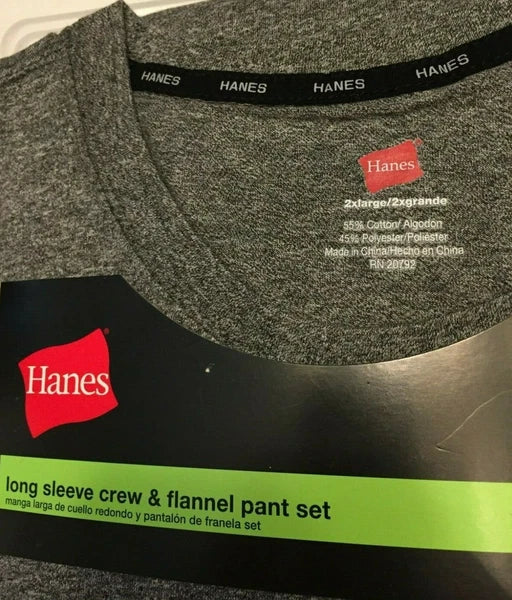 HANES HANES HANES HANES
Hanes
2xlarge/2xgrande
55% Cotton/ Algodon
45% Polyester/Poliester
Made in China/Hecho en China
RN 20792
Hanes
long sleeve crew & flannel pant set
manga larga de cuello redondo y pantalón de franela set